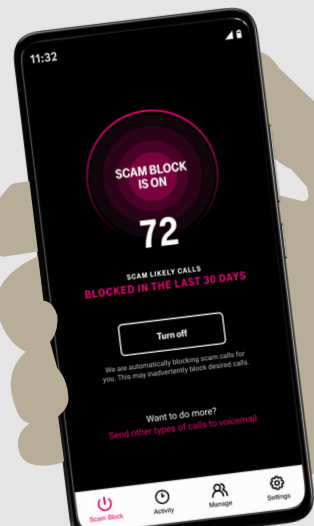 11:32
SCAM BLOCK
IS ON
72
SCAM LIKELY CALLS
BLOCKED IN THE LAST 30 DAYS
Turn off
We are automatically blocking scam calls for
you. This may inadvertently block desired calls.
Want to do more?
Send other types of calls to voicemail
Scam Block
Activity
Manage
Settings